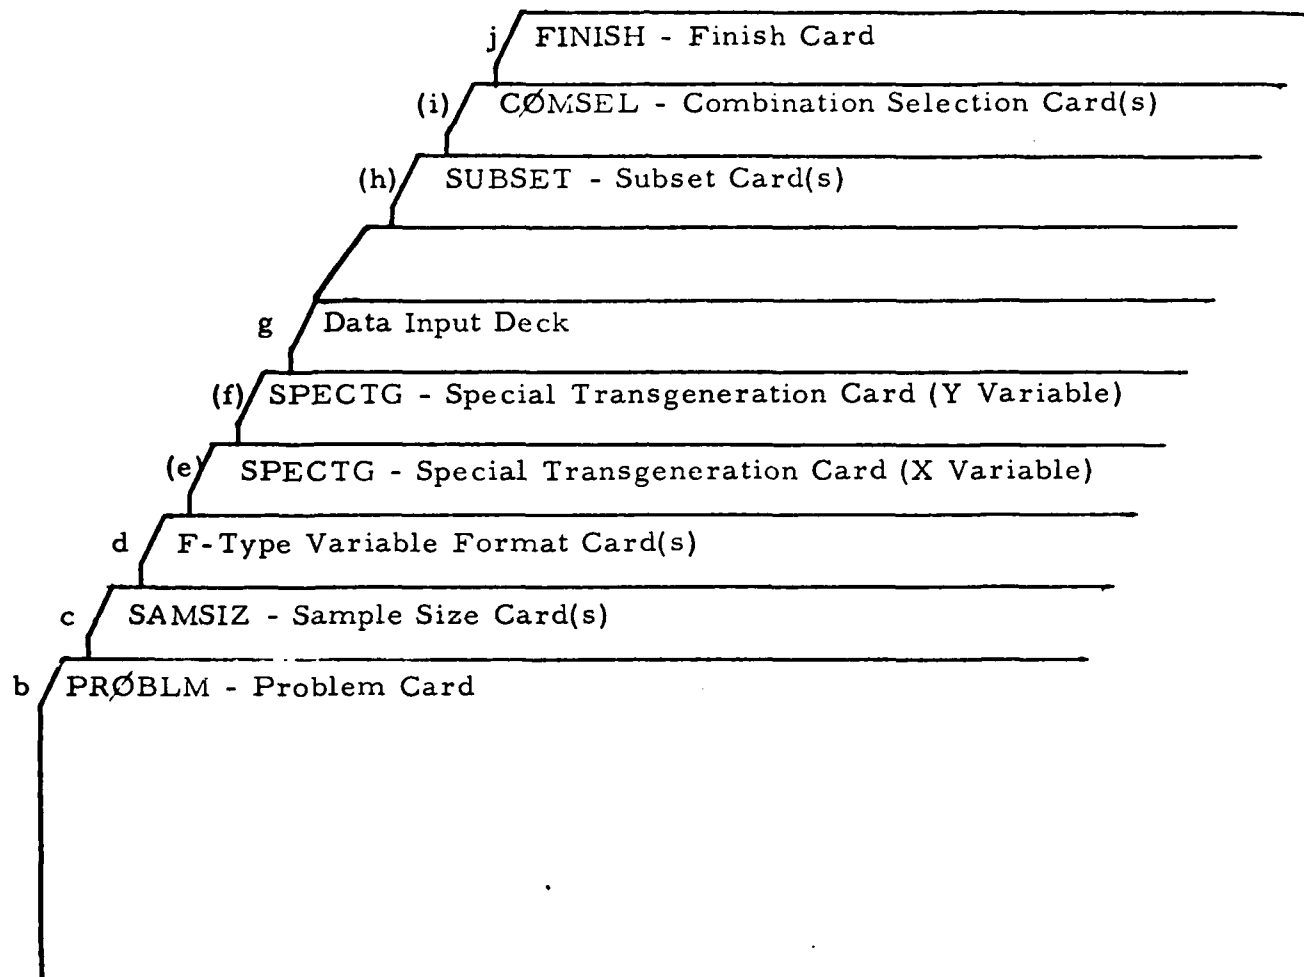 j FINISH - Finish Card
(i) CØMSEL - Combination Selection Card(s)
(h) SUBSET - Subset Card(s)
g Data Input Deck
(f) SPECTG - Special Transgeneration Card (Y Variable)
(e) SPECTG - Special Transgeneration Card (X Variable)
d F-Type Variable Format Card(s)
c SAMSIZ - Sample Size Card(s)
b PRØBLM - Problem Card